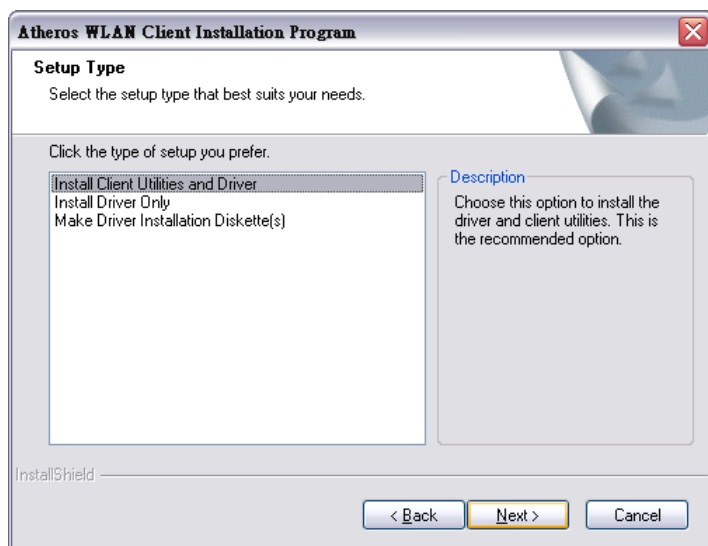 Atheros WLAN Client Installation Program
Setup Type
Select the setup type that best suits your needs.
Click the type of setup you prefer.
Install Client Utilities and Driver
Install Driver Only
Make Driver Installation Diskette(s)
Description
Choose this option to install the
driver and client utilities. This is
the recommended option.
InstallShield
< Back
Next >
Cancel